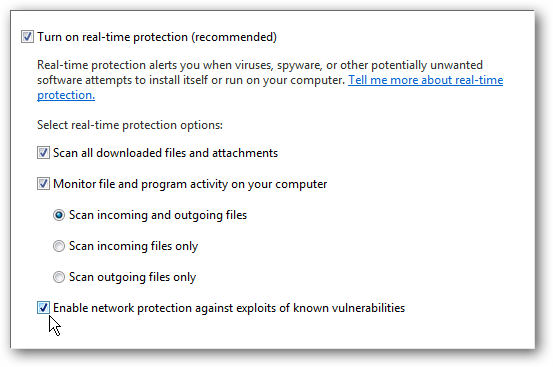 Turn on real-time protection (recommended)
Real-time protection alerts you when viruses, spyware, or other potentially unwanted
software attempts to install itself or run on your computer. Tell me more about real-time
protection.
Select real-time protection options:
Scan all downloaded files and attachments
Monitor file and program activity on your computer
Scan incoming and outgoing files
Scan incoming files only
Scan outgoing files only
Enable network protection against exploits of known vulnerabilities